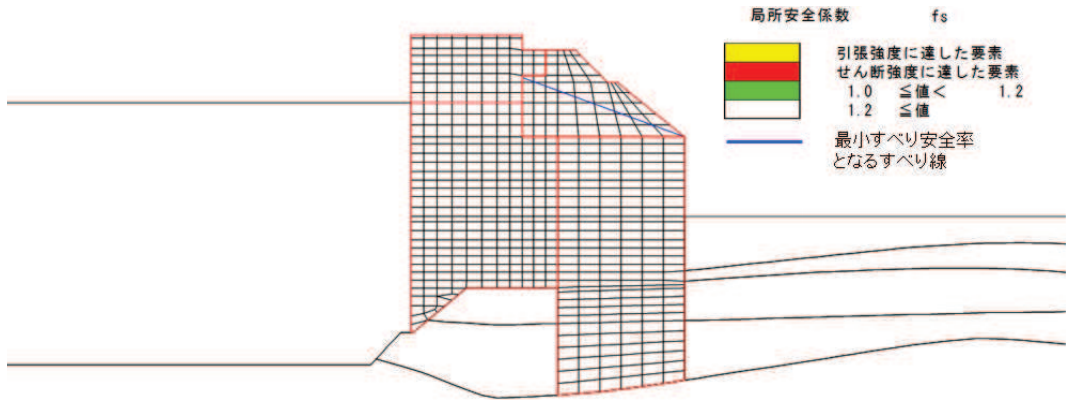 局所安全係数 fs
引張強度に達した要素
せん断強度に達した要素
1.0 ≦値< 1.2
1.2 ≦値
最小すべり安全率
となるすべり線